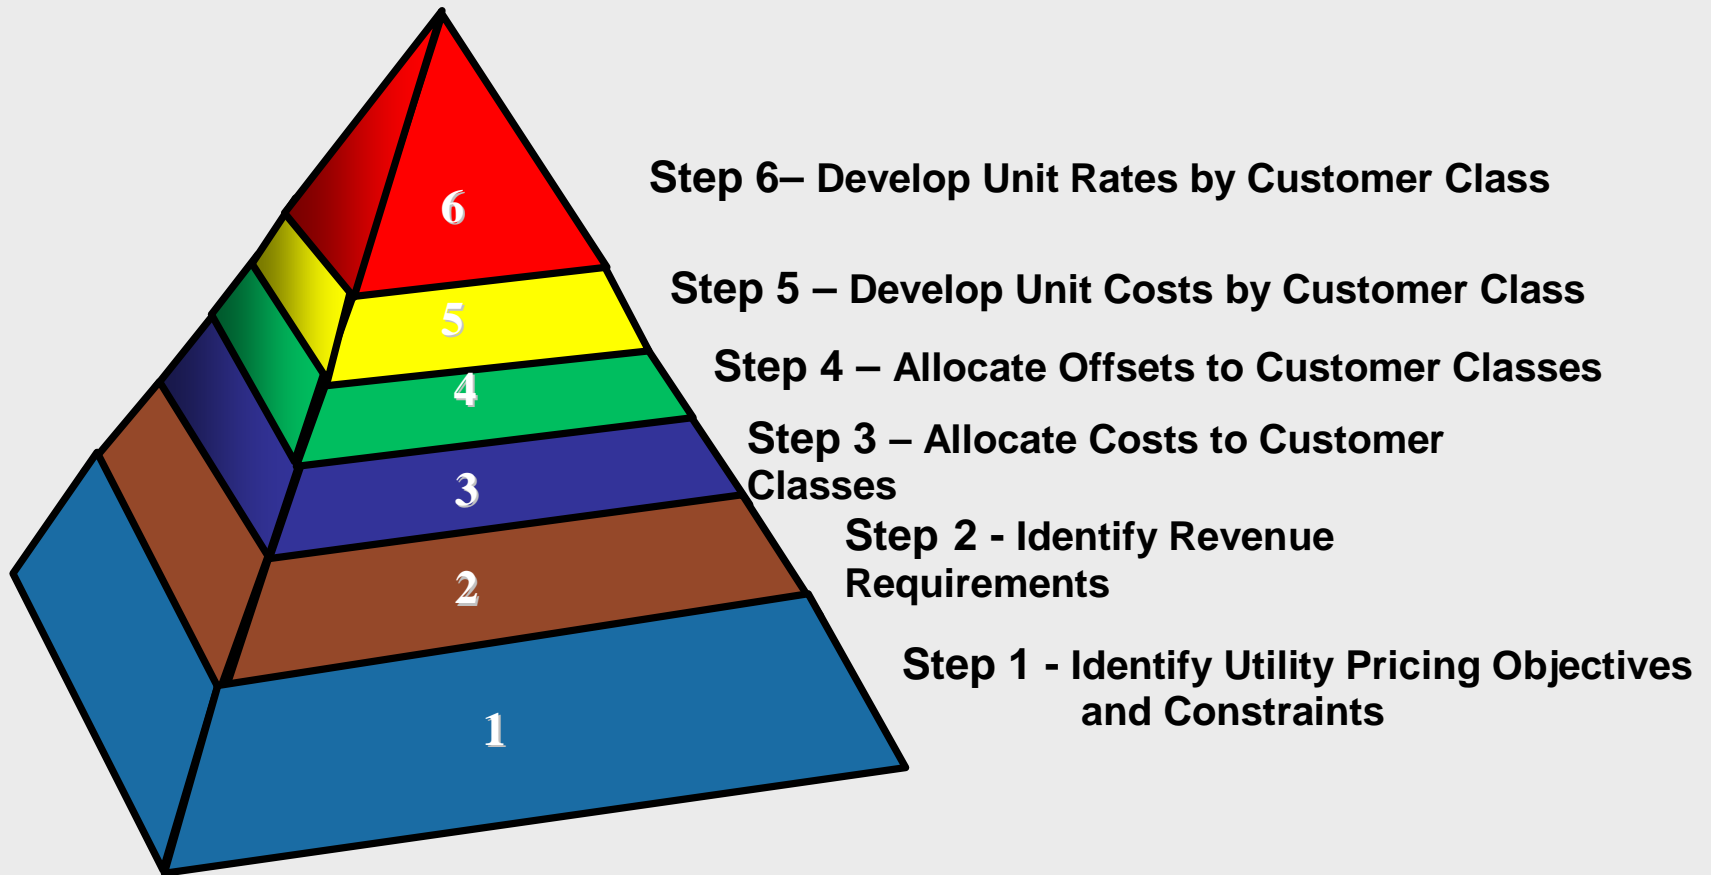 6
Step 6– Develop Unit Rates by Customer Class
5
Step 5 – Develop Unit Costs by Customer Class
4
Step 4 – Allocate Offsets to Customer Classes
3
Step 3 – Allocate Costs to Customer
Classes
2
Step 2 - Identify Revenue
Requirements
1
Step 1 - Identify Utility Pricing Objectives
and Constraints